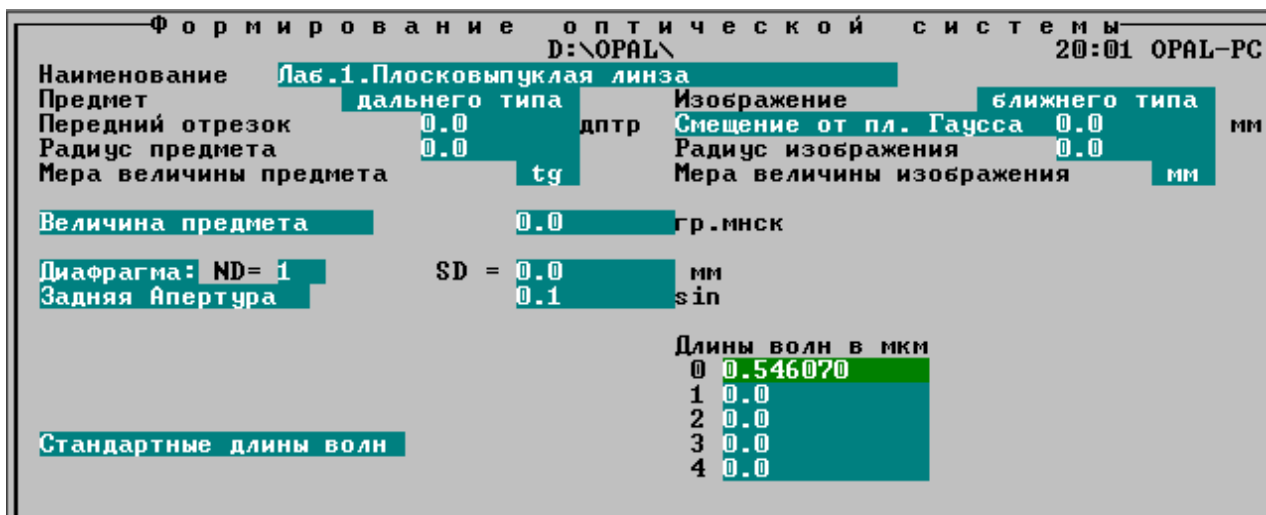 Формирование оптической системы
D:\OPAL\ 20:01 OPAL-PC
Наименование Лаб.1.Плосковыпуклая линза
Предмет дальнего типа Изображение ближнего типа
Передний отрезок 0.0 дптр Смещение от пл. Гаусса 0.0 мм
Радиус предмета 0.0 Радиус изображения 0.0
Мера величины предмета tg Мера величины изображения мм
Величина предмета 0.0 гр.мнск
Диафрагма: ND= 1 SD = 0.0 мм
Задняя Апертура 0.1 sin
Длины волн в мкм
0 0.546070
1 0.0
2 0.0
Стандартные длины волн 3 0.0
4 0.0